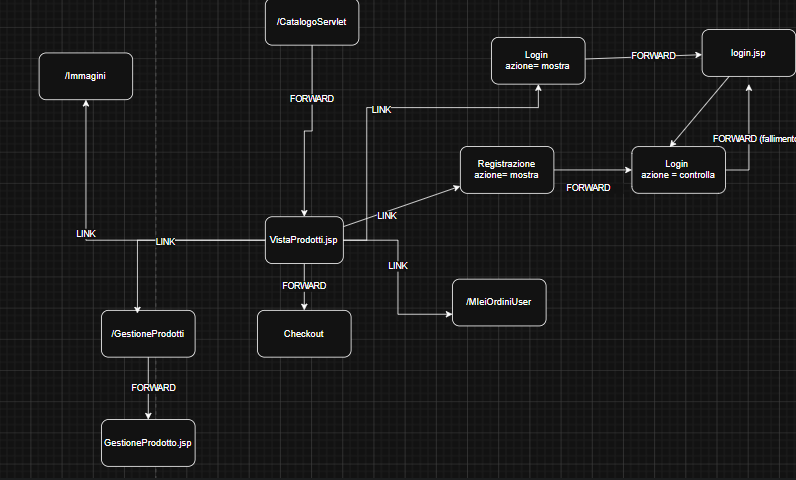 /CatalogoServlet
Login
azione= mostra
FORWARD
login.jsp
/Immagini
FORWARD
LINK
FORWARD (fallimento
Registrazione
azione= mostra
FORWARD
Login
azione = controlla
LINK
LINK
LINK
VistaProdotti.jsp
LINK
FORWARD
/MieiOrdiniUser
/GestioneProdotti
Checkout
FORWARD
GestioneProdotto.jsp